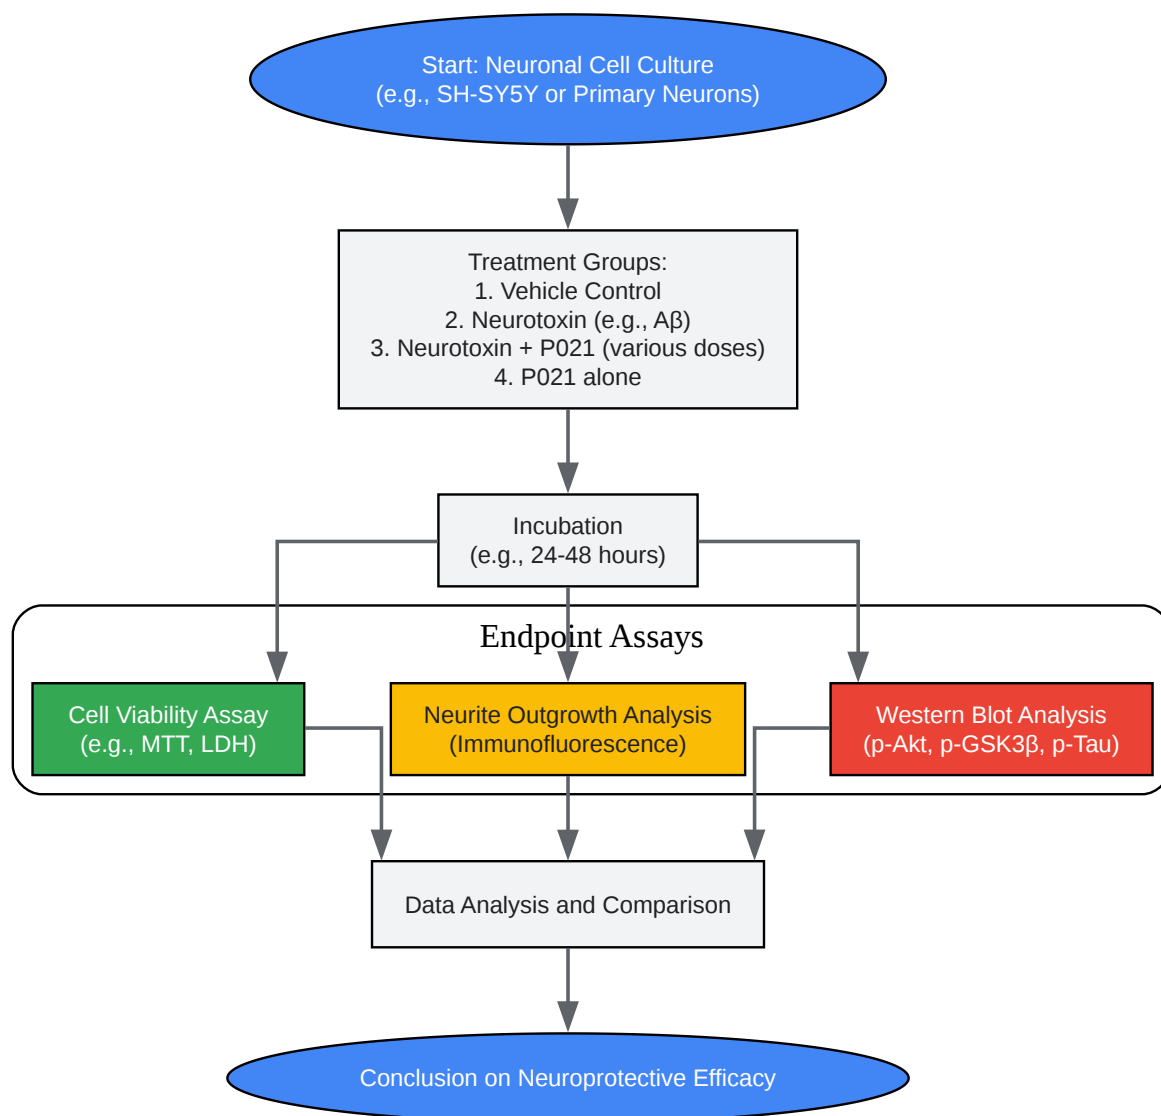 Start: Neuronal Cell Culture
(e.g., SH-SY5Y or Primary Neurons)
Treatment Groups:
1. Vehicle Control
2. Neurotoxin (e.g., Aβ)
3. Neurotoxin + P021 (various doses)
4. P021 alone
Incubation
(e.g., 24-48 hours)
Endpoint Assays
Cell Viability Assay
(e.g., MTT, LDH)
Neurite Outgrowth Analysis
(Immunofluorescence)
Western Blot Analysis
(p-Akt, p-GSK3β, p-Tau)
Data Analysis and Comparison
Conclusion on Neuroprotective Efficacy